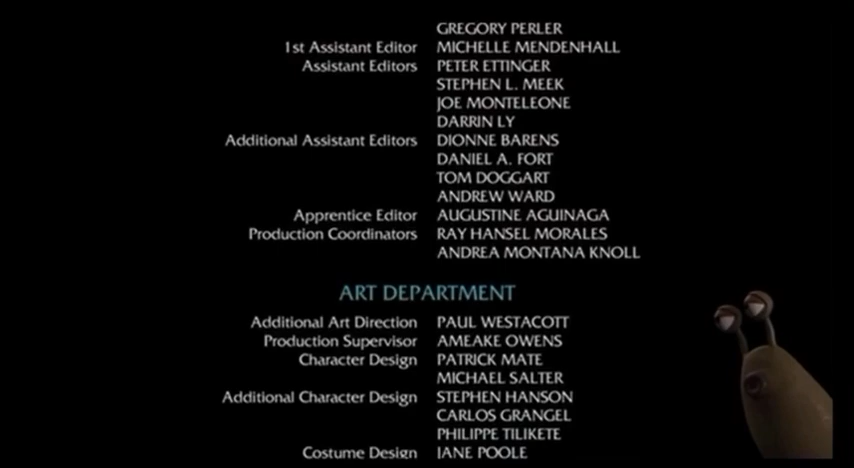 GREGORY PERLER
1st Assistant Editor MICHELLE MENDENHALL
Assistant Editors PETER ETTINGER
STEPHEN L. MEEK
JOE MONTELEONE
DARRIN LY
Additional Assistant Editors DIONNE BARENS
DANIEL A. FORT
TOM DOGGART
ANDREW WARD
Apprentice Editor AUGUSTINE AGUINAGA
Production Coordinators RAY HANSEL MORALES
ANDREA MONTANA KNOLL
ART DEPARTMENT
Additional Art Direction PAUL WESTACOTT
Production Supervisor AMEAKE OWENS
Character Design PATRICK MATE
MICHAEL SALTER
Additional Character Design STEPHEN HANSON
CARLOS GRANGEL
PHILIPPE TILIKETE
Costume Design JANE POOLE